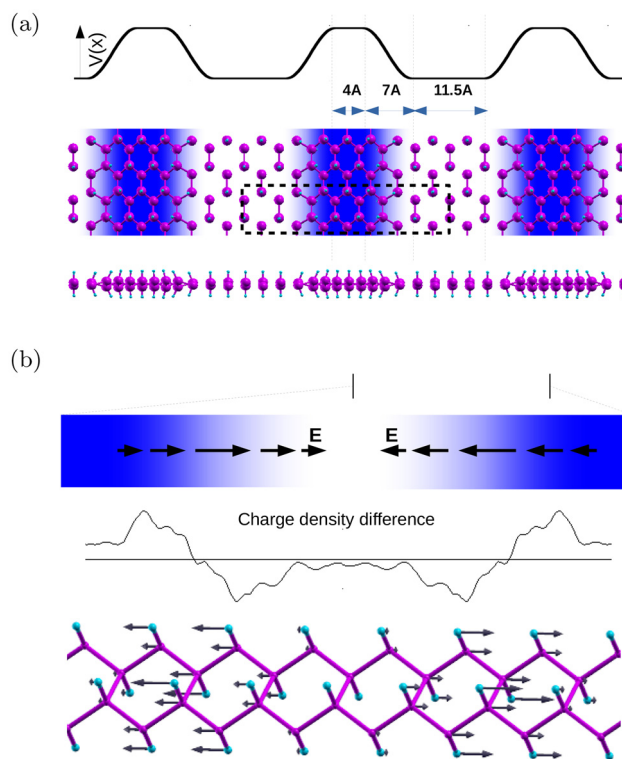 (a)
V(x)
4A 7A 11.5A
(b)
E E
Charge density difference